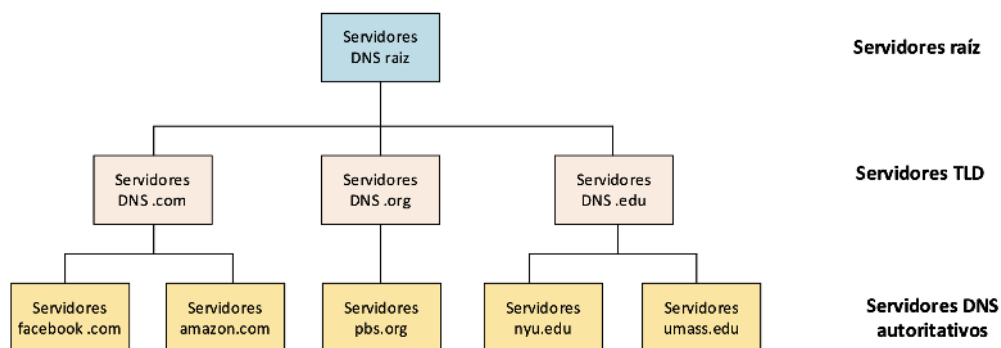 Servidores
DNS raiz
Servidores raíz
Servidores
DNS .com
Servidores
DNS .org
Servidores
DNS .edu
Servidores TLD
Servidores
facebook .com
Servidores
amazon.com
Servidores
pbs.org
Servidores
nyu.edu
Servidores
umass.edu
Servidores DNS
autoritativos